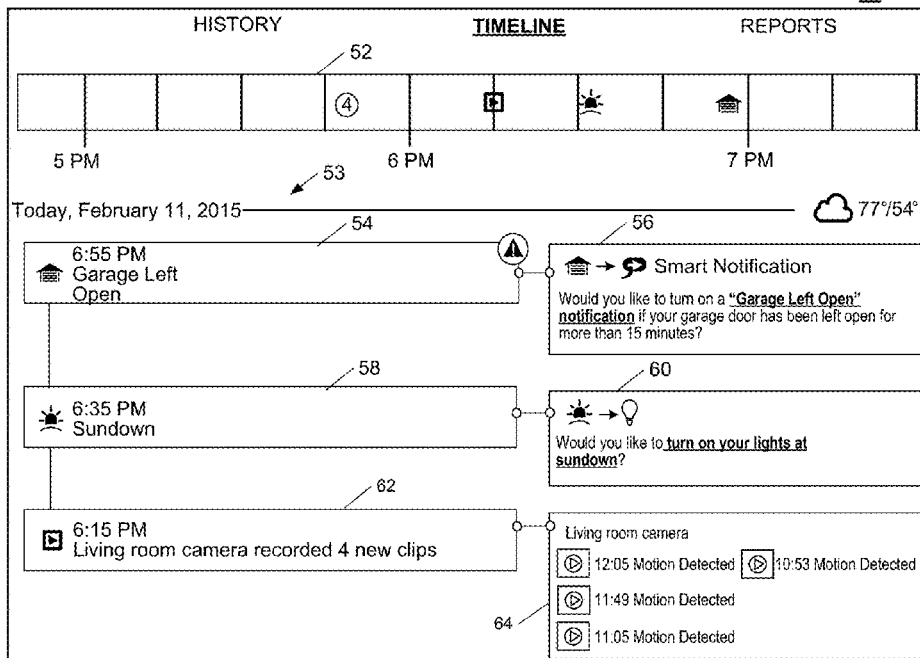 HISTORY TIMELINE REPORTS
52
4
5 PM 6 PM 7 PM
53
Today, February 11, 2015 77°/54°
54
6:55 PM
Garage Left
Open
56
Smart Notification
Would you like to turn on a "Garage Left Open"
notification if your garage door has been left open for
more than 15 minutes?
58
6:35 PM
Sundown
60
Would you like to turn on your lights at
sundown?
62
6:15 PM
Living room camera recorded 4 new clips
Living room camera
12:05 Motion Detected 10:53 Motion Detected
11:49 Motion Detected
64
11:05 Motion Detected